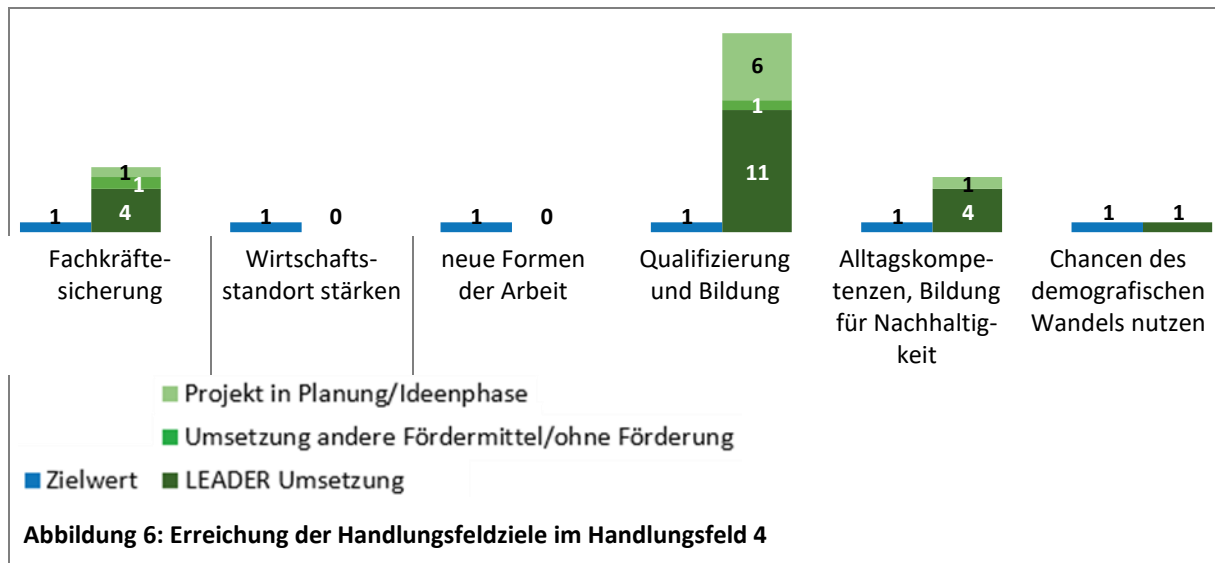 6
1
11
1
1
4
1
1
4
1
1 0
1 0
1
1 1
Fachkräfte-
sicherung
Wirtschafts-
standort stärken
neue Formen
der Arbeit
Qualifizierung
und Bildung
Alltagskompe-
tenzen, Bildung
für Nachhaltig-
keit
Chancen des
demografischen
Wandels nutzen
Projekt in Planung/Ideenphase
Umsetzung andere Fördermittel/ohne Förderung
Zielwert LEADER Umsetzung
Abbildung 6: Erreichung der Handlungsfeldziele im Handlungsfeld 4